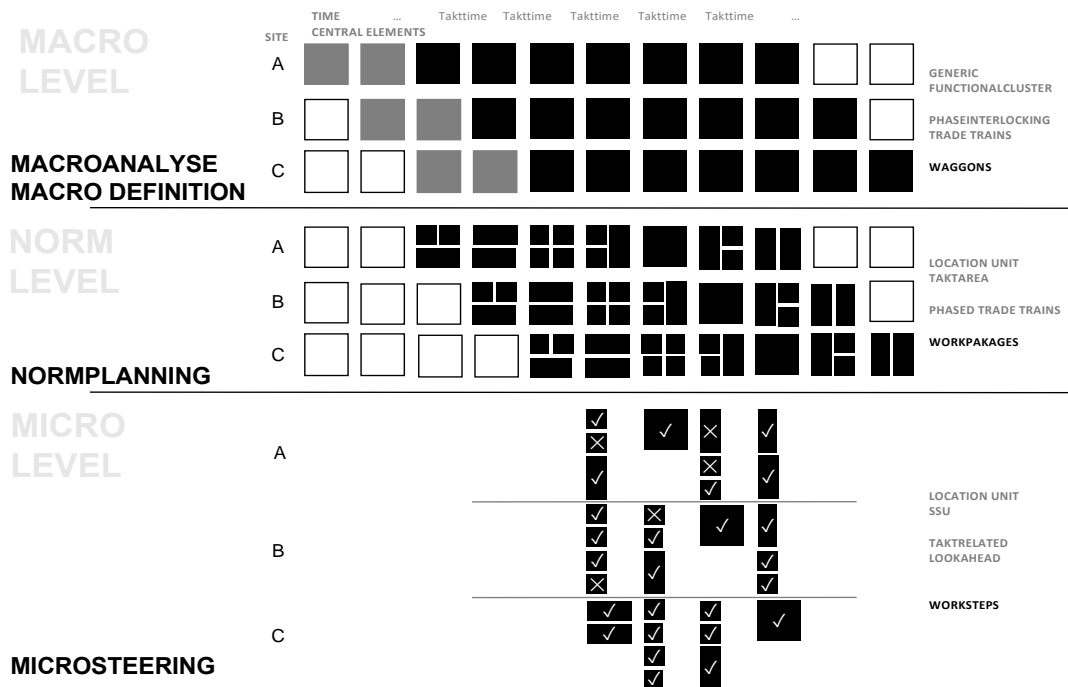 TIME … Takttime Takttime Takttime Takttime Takttime …
CENTRAL ELEMENTS
SITE
MACRO
LEVEL
A
GENERIC
FUNCTIONALCLUSTER
B
PHASEINTERLOCKING
TRADE TRAINS
MACROANALYSE
MACRO DEFINITION
C
WAGGONS
NORM
LEVEL
A
LOCATION UNIT
TAKTAREA
B
PHASED TRADE TRAINS
C
WORKPAKAGES
NORMPLANNING
MICRO
LEVEL
A
LOCATION UNIT
SSU
B
TAKTRELATED
LOOKAHEAD
WORKSTEPS
C
MICROSTEERING